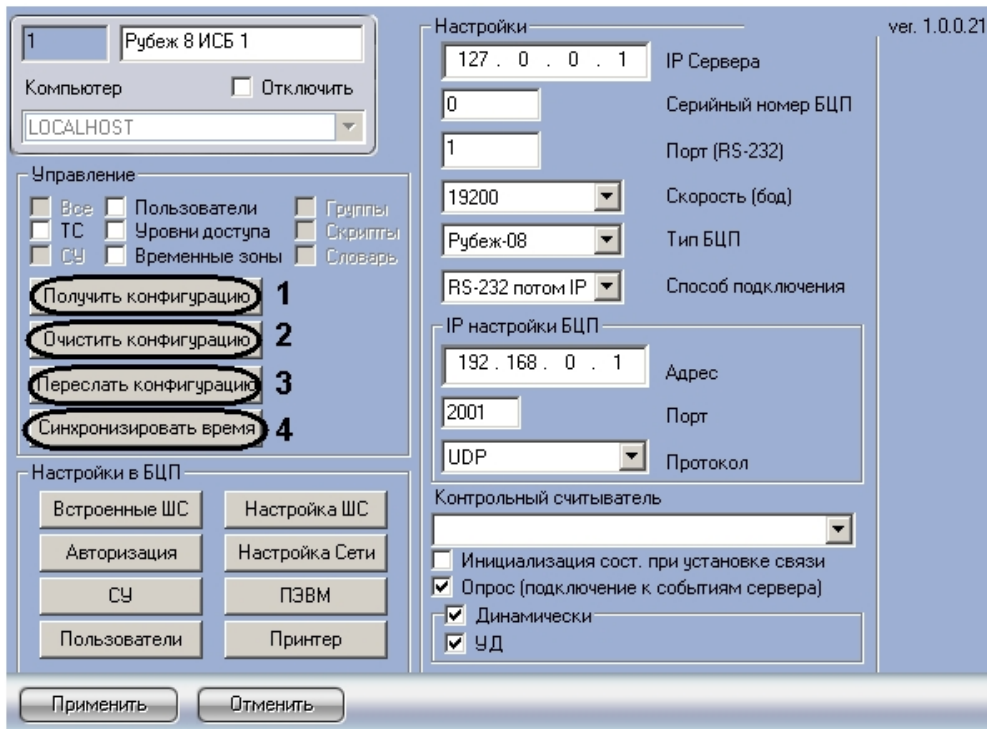 1
Рубеж 8 ИСБ 1
Компьютер
Отключить
LOCALHOST
Управление
Все Пользователи Группы
ТС Уровни доступа Скрипты
СУ Временные зоны Словарь
Получить конфигурацию 1
Очистить конфигурацию 2
Переслать конфигурацию 3
Синхронизировать время 4
Настройки в БЦП
Встроенные ШС Настройка ШС
Авторизация Настройка Сети
СУ ПЭВМ
Пользователи Принтер
Настройки
127 . 0 . 0 . 1 IP Сервера
0 Серийный номер БЦП
1 Порт (RS-232)
19200 Скорость (бод)
Рубеж-08 Тип БЦП
RS-232 потом IP Способ подключения
IP настройки БЦП
192 . 168 . 0 . 1 Адрес
2001 Порт
UDP Протокол
Контрольный считыватель
Инициализация сост. при установке связи
Опрос (подключение к событиям сервера)
Динамически
УД
ver. 1.0.0.21
Применить Отменить